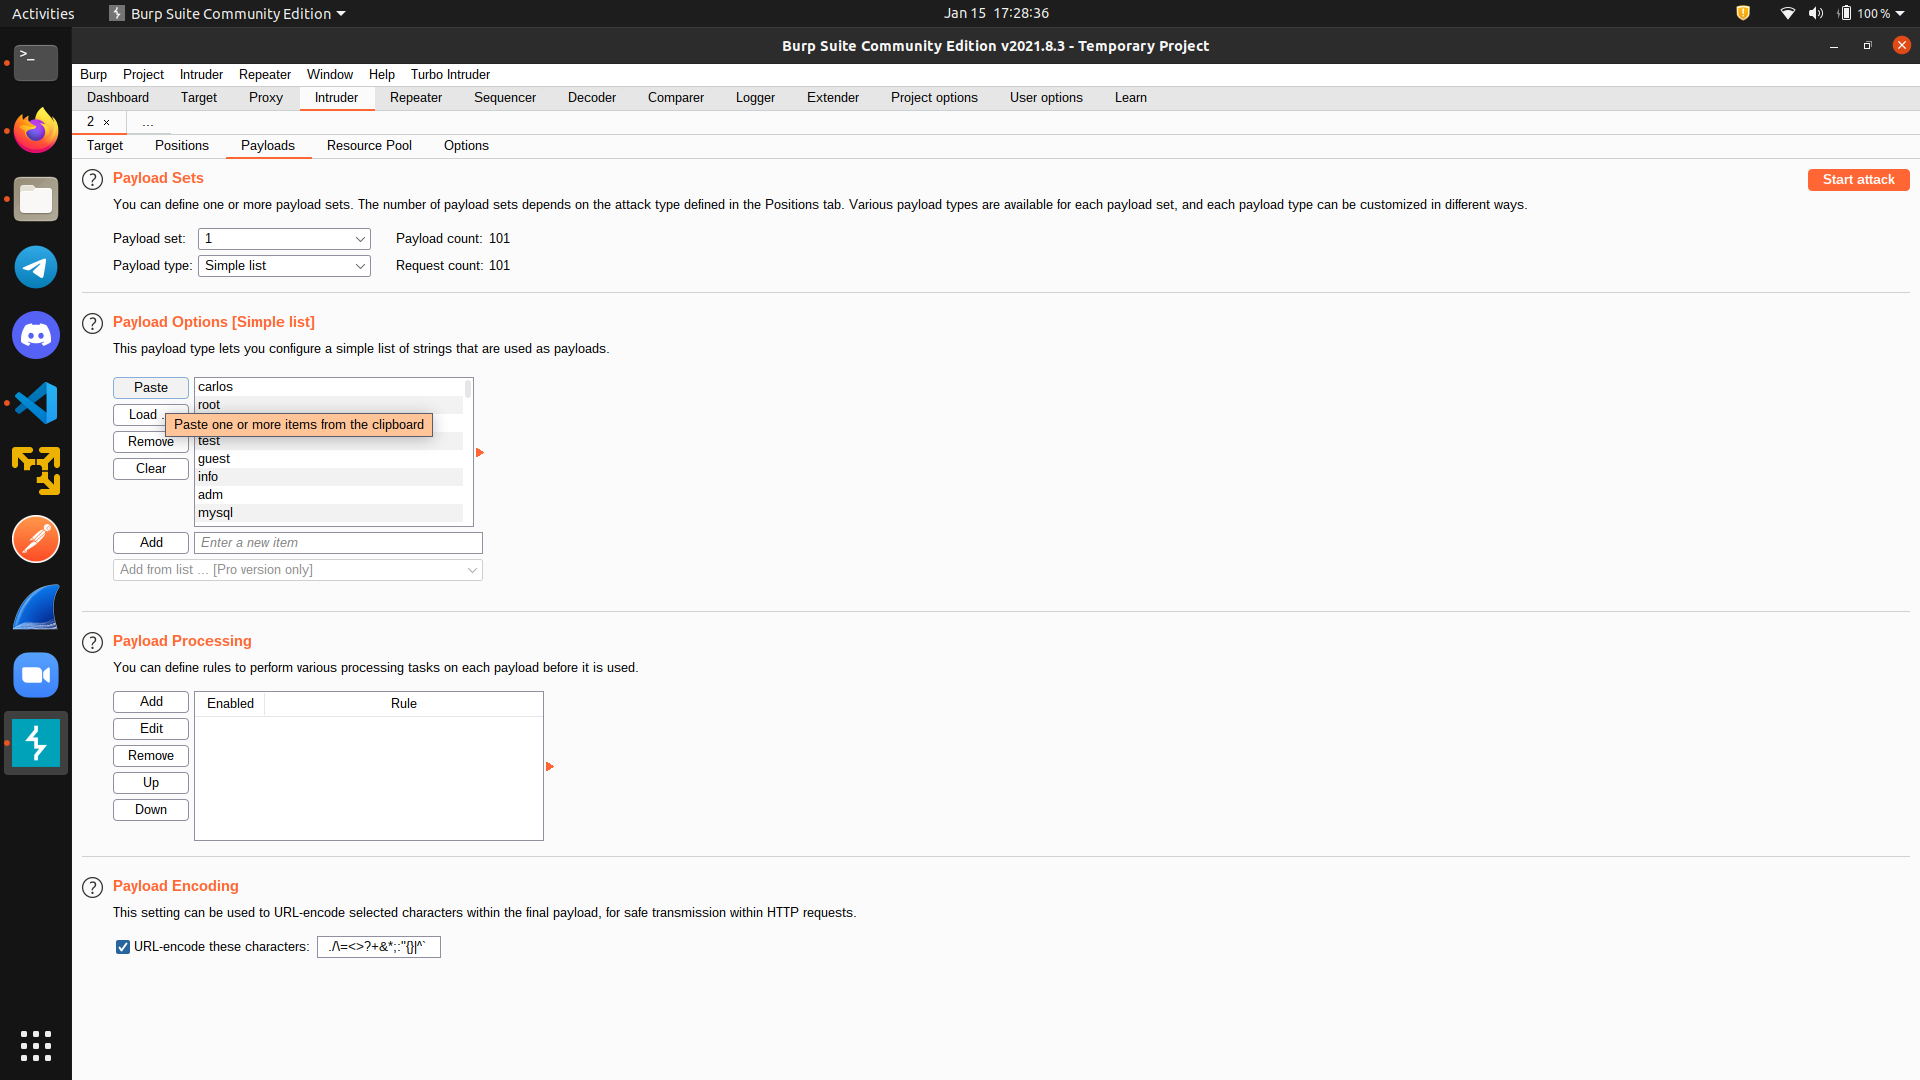 Activities Burp Suite Community Edition Jan 15 17:28:36 100 %
Burp Suite Community Edition v2021.8.3 - Temporary Project
Burp Project Intruder Repeater Window Help Turbo Intruder
Dashboard Target Proxy Intruder Repeater Sequencer Decoder Comparer Logger Extender Project options User options Learn
2 × ...
Target Positions Payloads Resource Pool Options
? Payload Sets Start attack
You can define one or more payload sets. The number of payload sets depends on the attack type defined in the Positions tab. Various payload types are available for each payload set, and each payload type can be customized in different ways.
Payload set: 1 Payload count: 101
Payload type: Simple list Request count: 101
? Payload Options [Simple list]
This payload type lets you configure a simple list of strings that are used as payloads.
Paste carlos
root
Load
Paste one or more items from the clipboard
Remove test
guest
Clear info
adm
mysql
Add Enter a new item
Add from list ... [Pro version only]
? Payload Processing
You can define rules to perform various processing tasks on each payload before it is used.
Add Enabled Rule
Edit
Remove
Up
Down
? Payload Encoding
This setting can be used to URL-encode selected characters within the final payload, for safe transmission within HTTP requests.
URL-encode these characters: ./\=<>?+&*;:"{}|^`